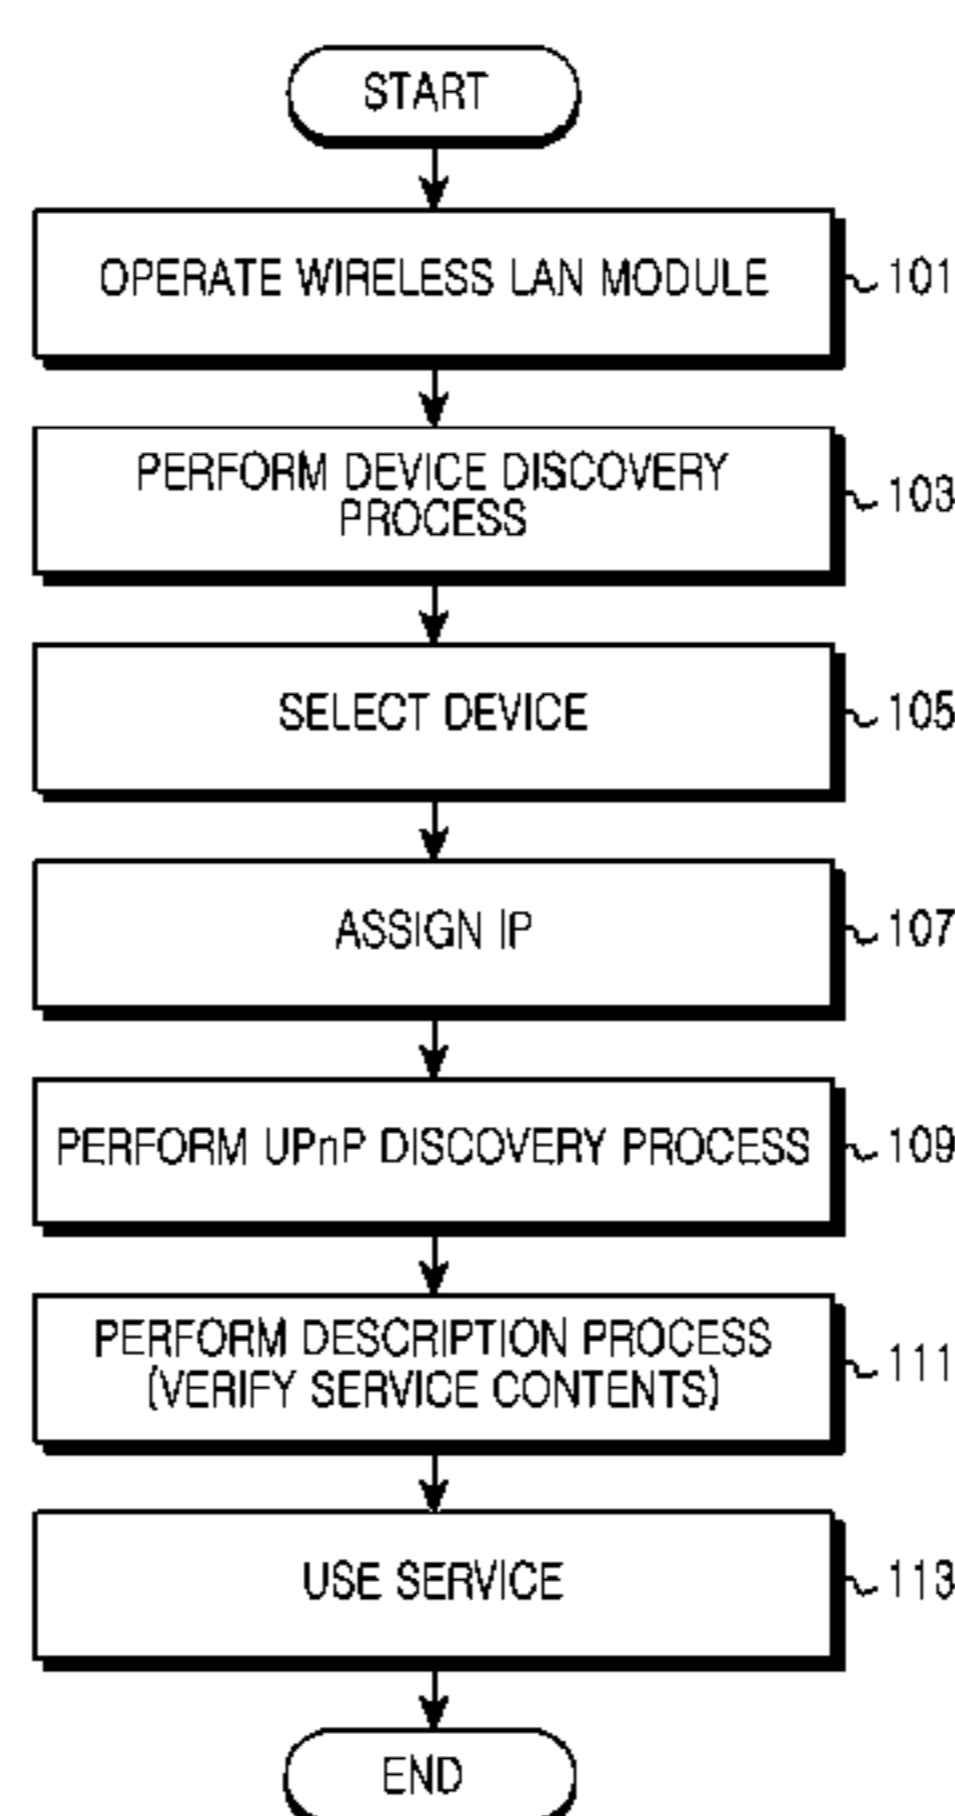 START
OPERATE WIRELESS LAN MODULE
101
PERFORM DEVICE DISCOVERY
PROCESS
103
SELECT DEVICE
105
ASSIGN IP
107
PERFORM UPnP DISCOVERY PROCESS
109
PERFORM DESCRIPTION PROCESS
(VERIFY SERVICE CONTENTS)
111
USE SERVICE
113
END